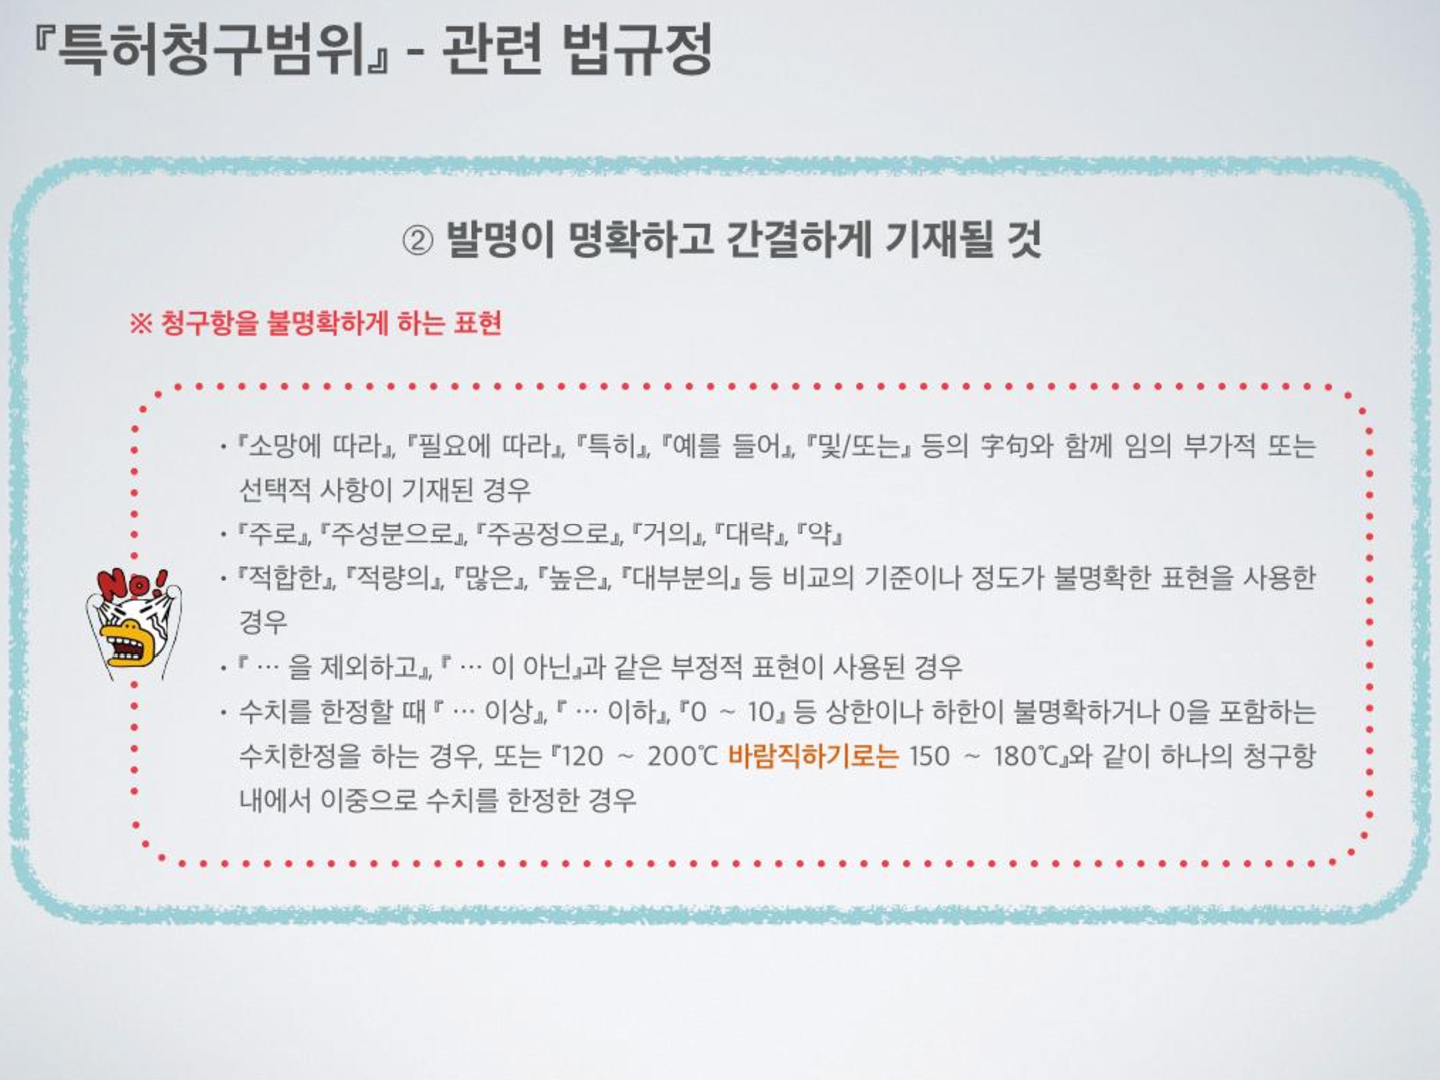 『특허청구범위』 - 관련 법규정
② 발명이 명확하고 간결하게 기재될 것
※ 청구항을 불명확하게 하는 표현
• 『소망에 따라』, 『필요에 따라』, 『특히』, 『예를 들어』, 『및/또는』 등의 字句와 함께 임의 부가적 또는
선택적 사항이 기재된 경우
• 『주로』, 『주성분으로』, 『주공정으로』, 『거의』, 『대략』, 『약』
• 『적합한』, 『적량의』, 『많은』, 『높은』, 『대부분의』 등 비교의 기준이나 정도가 불명확한 표현을 사용한
경우
No!
• 『 … 을 제외하고』, 『 … 이 아닌』과 같은 부정적 표현이 사용된 경우
• 수치를 한정할 때 『 … 이상』, 『 … 이하』, 『0 ~ 10』 등 상한이나 하한이 불명확하거나 0을 포함하는
수치한정을 하는 경우, 또는 『120 ~ 200℃ 바람직하기로는 150 ~ 180℃』와 같이 하나의 청구항
내에서 이중으로 수치를 한정한 경우